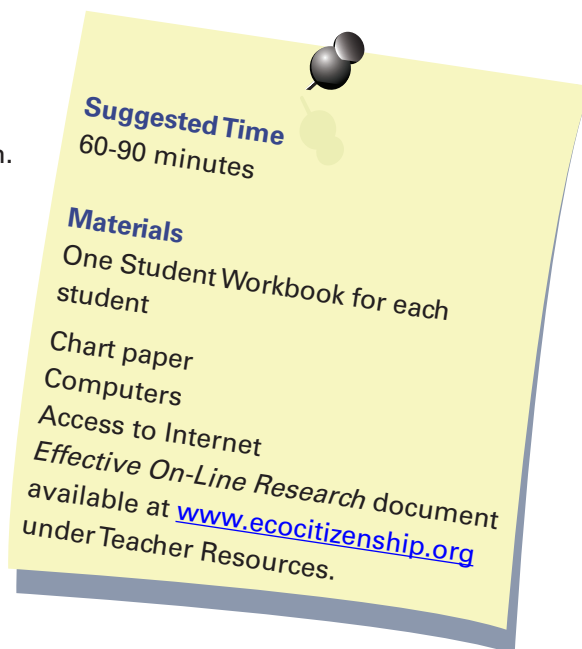 n.
Suggested Time
60-90 minutes
Materials
One Student Workbook for each
student
Chart paper
Computers
Access to Internet
Effective On-Line Research document
available at www.ecocitizenship.org
under Teacher Resources.